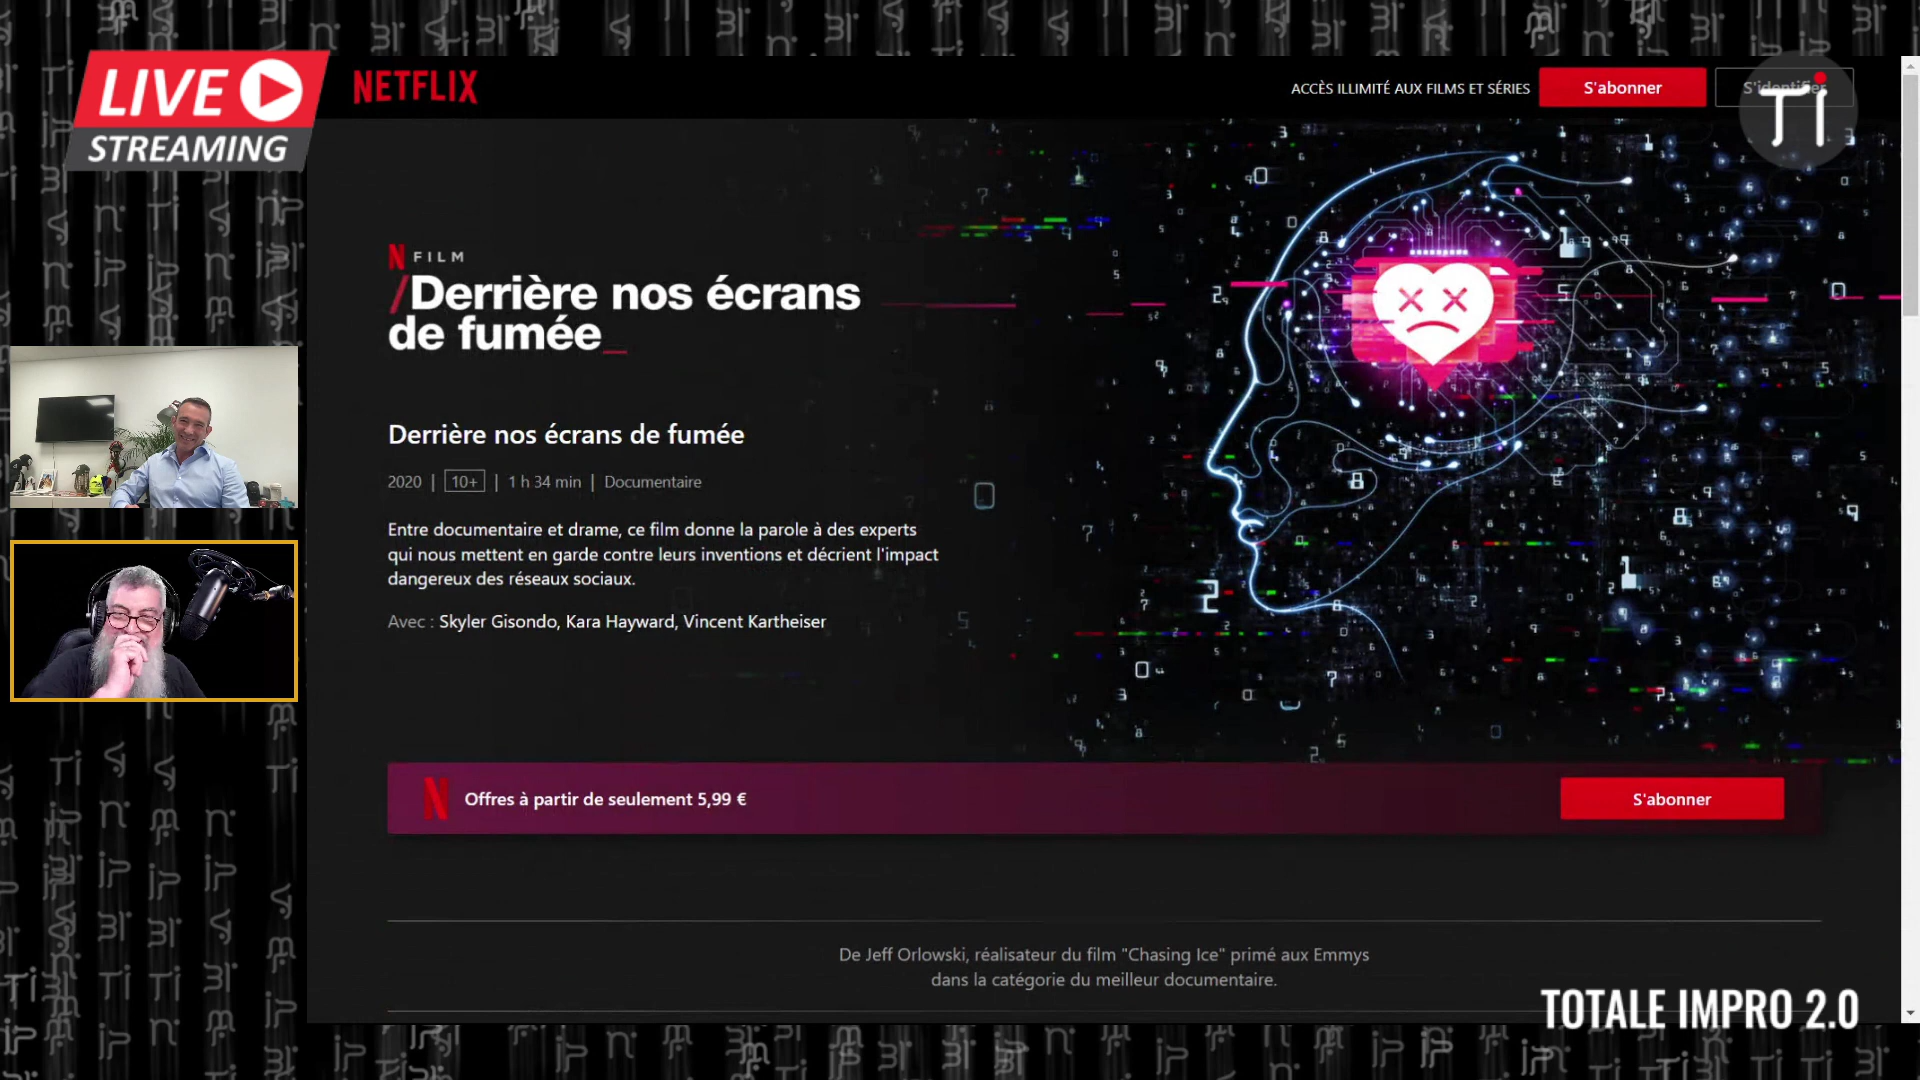 LIVE
STREAMING
NETFLIX
ACCÈS ILLIMITÉ AUX FILMS ET SÉRIES
S'abonner
S'identifier
Ti
N FILM
/Derrière nos écrans
de fumée_
Derrière nos écrans de fumée
2020 | 10+ | 1 h 34 min | Documentaire
Entre documentaire et drame, ce film donne la parole à des experts
qui nous mettent en garde contre leurs inventions et décrient l'impact
dangereux des réseaux sociaux.
Avec : Skyler Gisondo, Kara Hayward, Vincent Kartheiser
N Offres à partir de seulement 5,99 €
S'abonner
De Jeff Orlowski, réalisateur du film "Chasing Ice" primé aux Emmys
dans la catégorie du meilleur documentaire.
TOTALE IMPRO 2.0